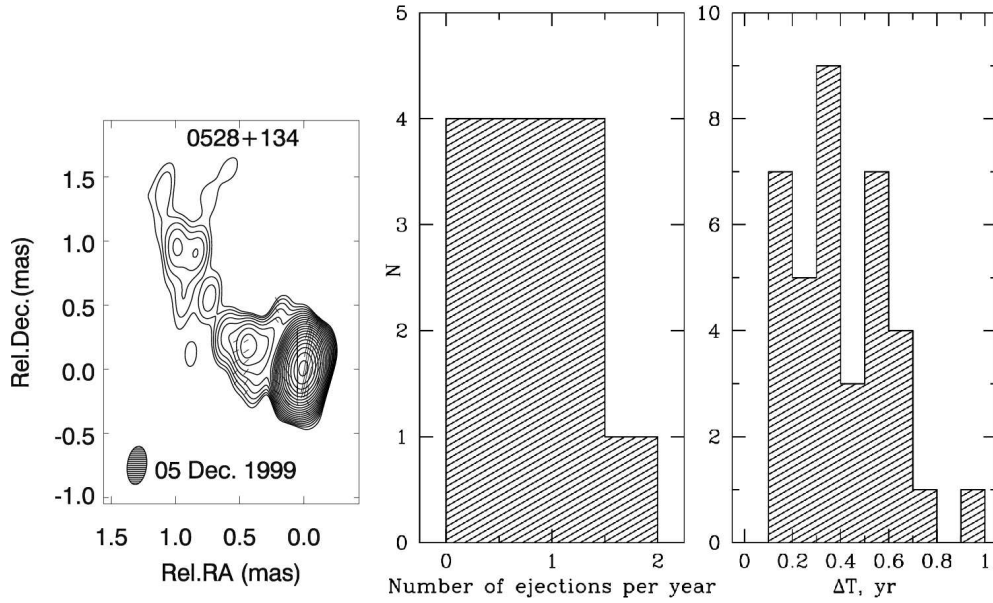 0528+134
1.5
1.0
0.5
0.0
-0.5
-1.0
Rel.Dec.(mas)
05 Dec. 1999
1.5 1.0 0.5 0.0
Rel.RA (mas)
5
4
3
2
1
0
N
0 1 2
Number of ejections per year
10
8
6
4
2
0
0 0.2 0.4 0.6 0.8 1
ΔT, yr